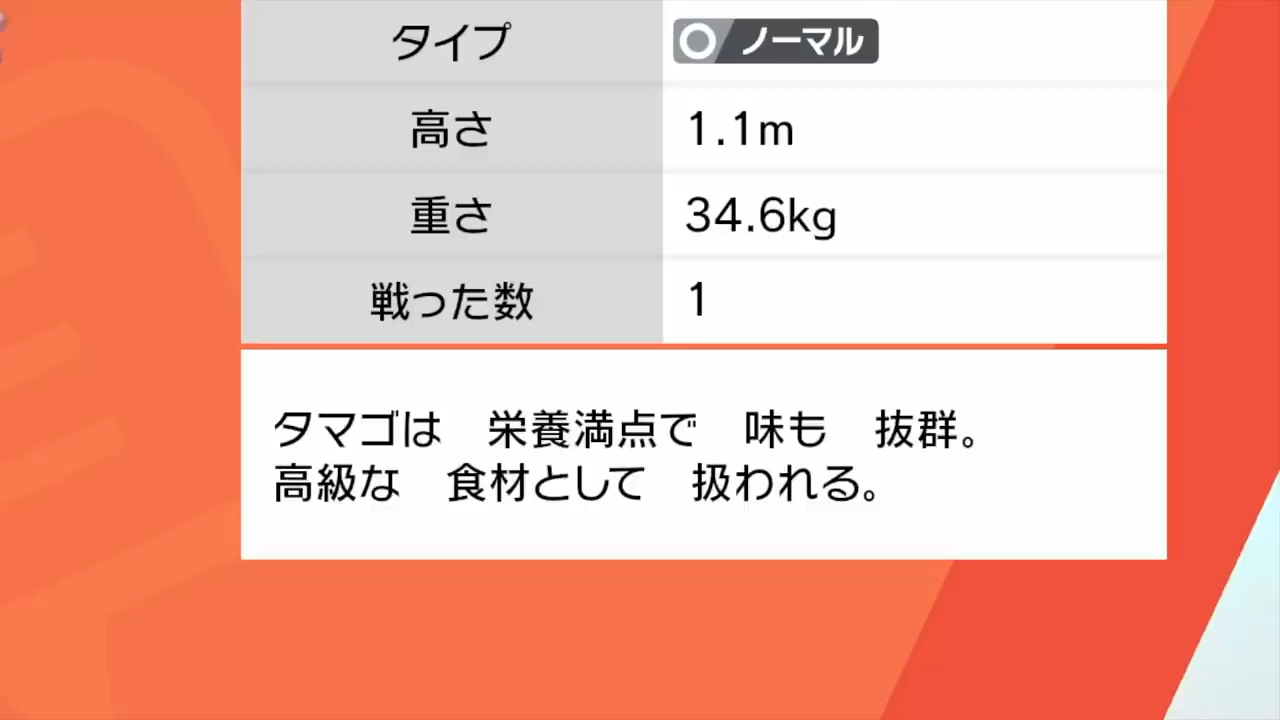 タイプ ノーマル
高さ 1.1m
重さ 34.6kg
戦った数 1
タマゴは　栄養満点で　味も　抜群。
高級な　食材として　扱われる。